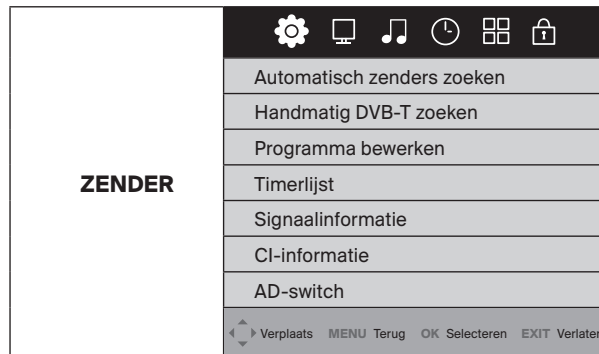 ZENDER
Automatisch zenders zoeken
Handmatig DVB-T zoeken
Programma bewerken
Timerlijst
Signaalinformatie
CI-informatie
AD-switch
Verplaats MENU Terug OK Selecteren EXIT Verlaten